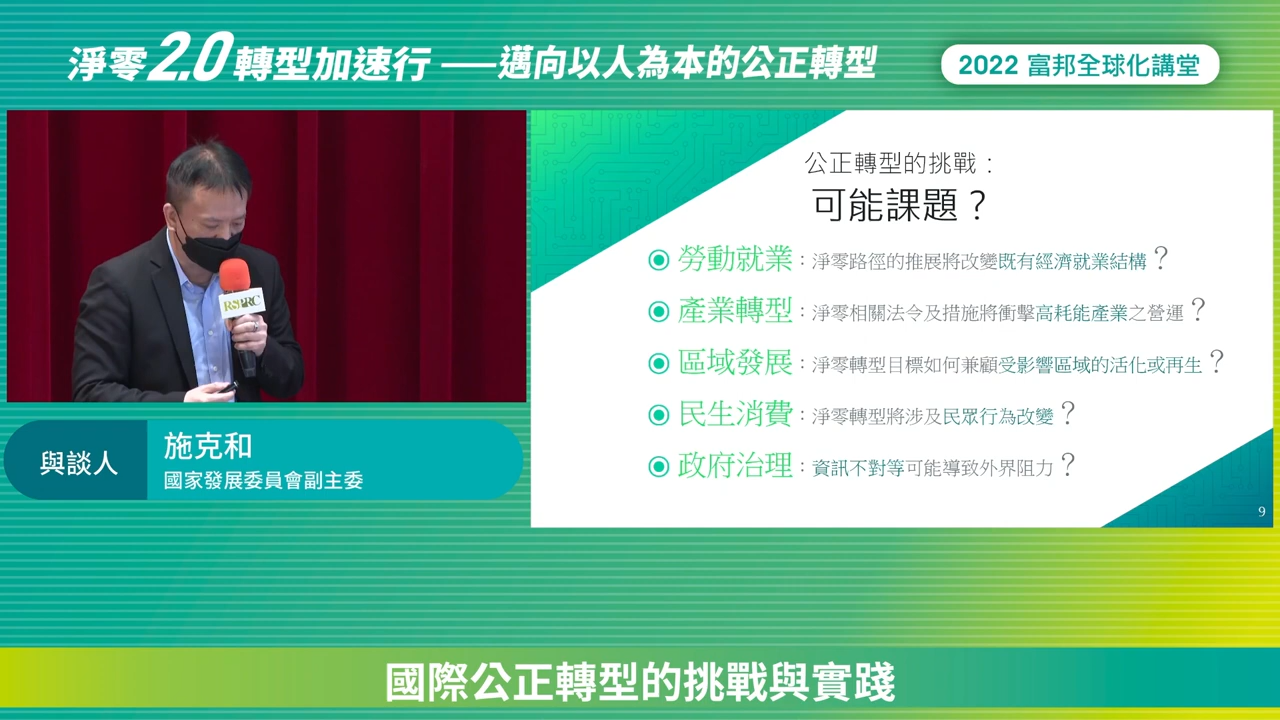 淨零2.0轉型加速行——邁向以人為本的公正轉型
2022 富邦全球化講堂
RSPRC
公正轉型的挑戰：
可能課題？
勞動就業：淨零路徑的推展將改變既有經濟就業結構？
產業轉型：淨零相關法令及措施將衝擊高耗能產業之營運？
區域發展：淨零轉型目標如何兼顧受影響區域的活化或再生？
民生消費：淨零轉型將涉及民眾行為改變？
政府治理：資訊不對等可能導致外界阻力？
9
與談人
施克和
國家發展委員會副主委
國際公正轉型的挑戰與實踐